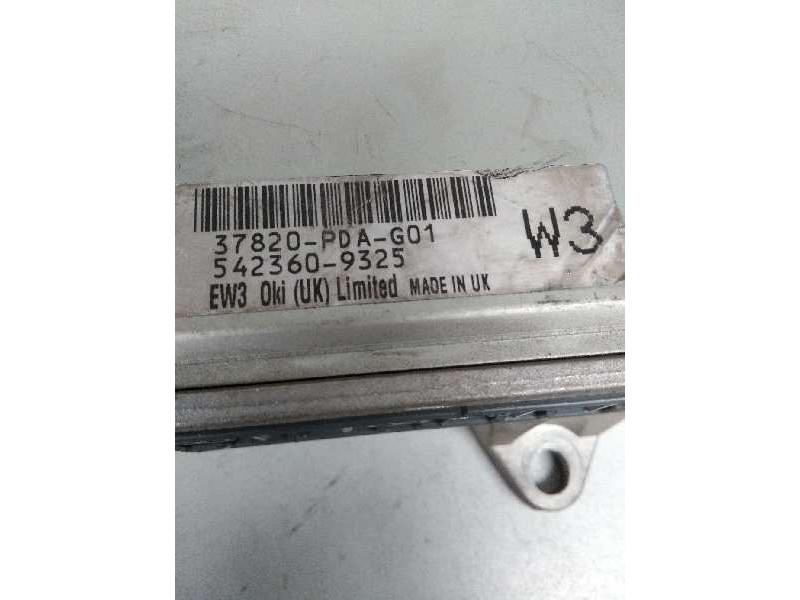 37820-PDA-G01
542360-9325
W3
EW3 Oki (UK) Limited MADE IN UK